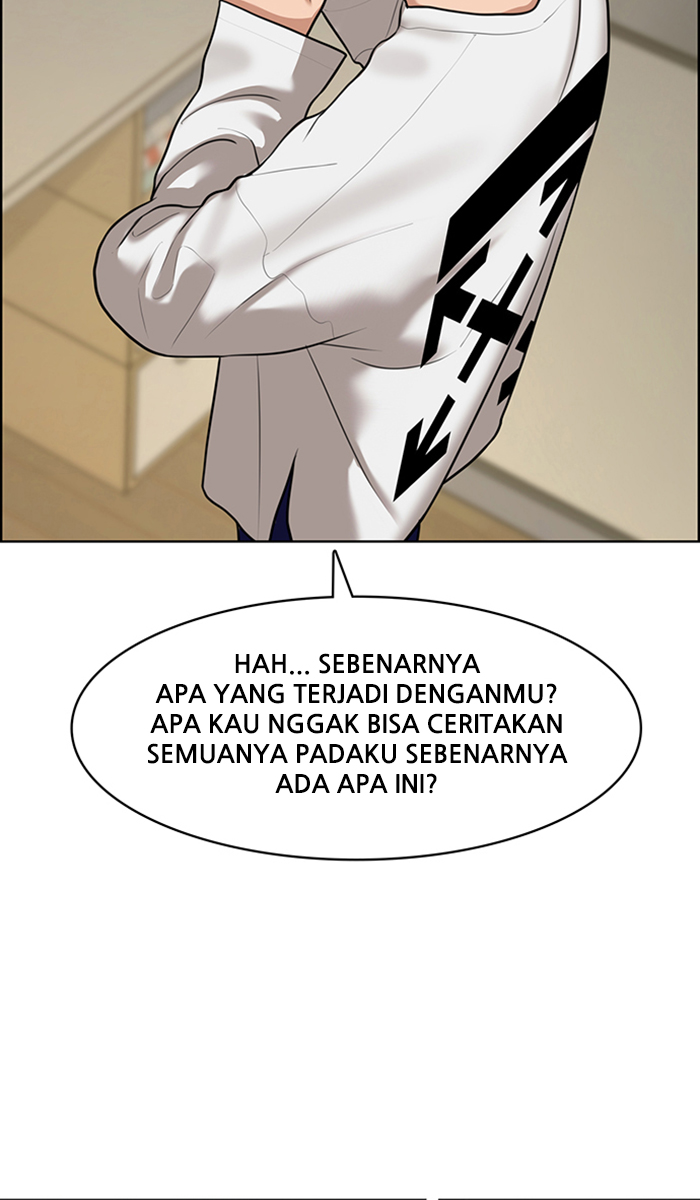 HAH... SEBENARNYA
APA YANG TERJADI DENGANMU?
APA KAU NGGAK BISA CERITAKAN
SEMUANYA PADAKU SEBENARNYA
ADA APA INI?